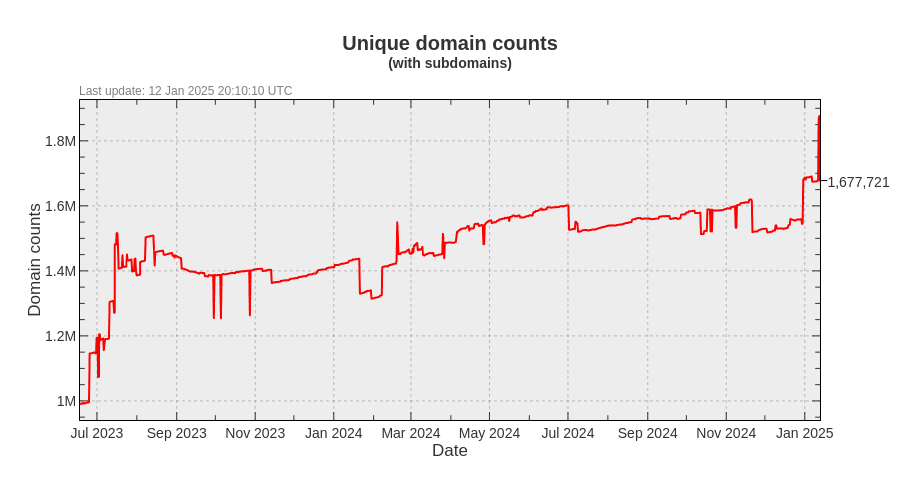 Unique domain counts
(with subdomains)
Last update: 12 Jan 2025 20:10:10 UTC
1.8M
1,677,721
1.6M
1.4M
1.2M
1M
Domain counts
Jul 2023 Sep 2023 Nov 2023 Jan 2024 Mar 2024 May 2024 Jul 2024 Sep 2024 Nov 2024 Jan 2025
Date